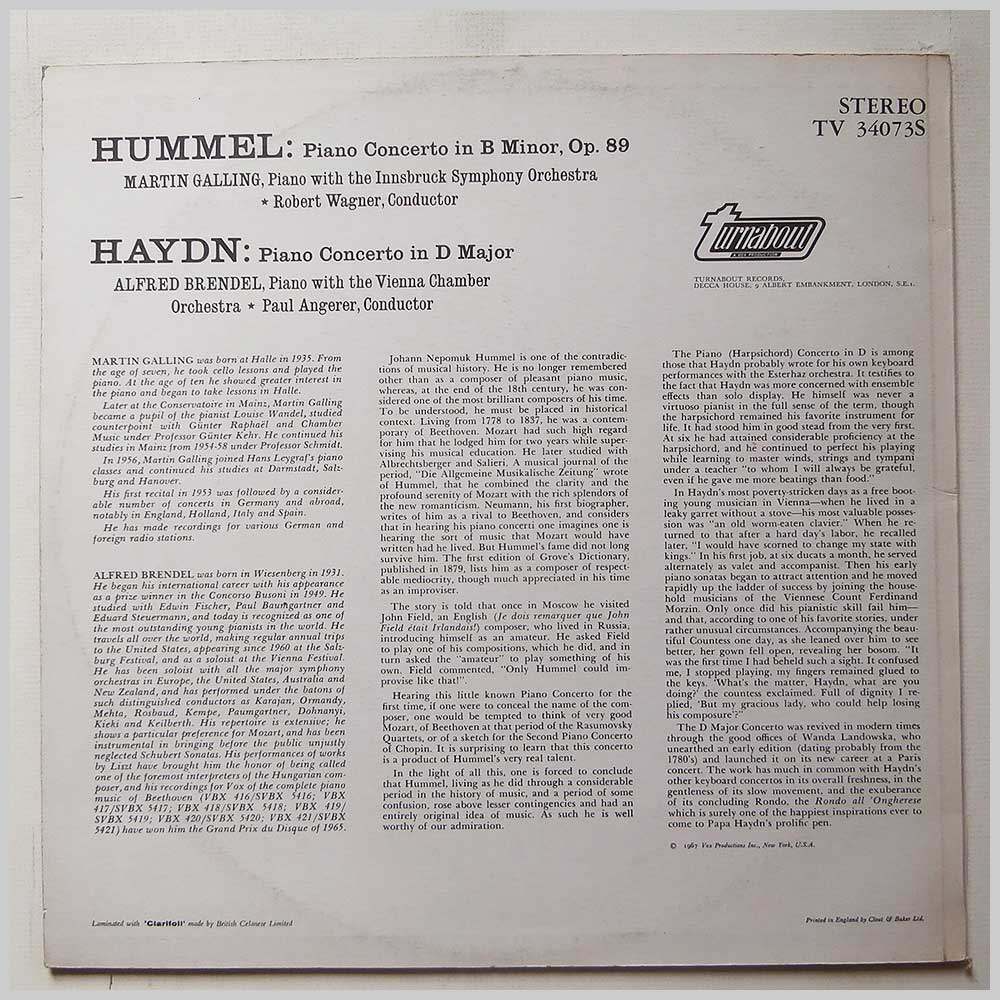 STEREO
TV 34073S
HUMMEL: Piano Concerto in B Minor, Op. 89
MARTIN GALLING, Piano with the Innsbruck Symphony Orchestra
★ Robert Wagner, Conductor
HAYDN: Piano Concerto in D Major
ALFRED BRENDEL, Piano with the Vienna Chamber
Orchestra ★ Paul Angerer, Conductor
turnabout
A VOX PRODUCTION
TURNABOUT RECORDS,
DECCA HOUSE, 9 ALBERT EMBANKMENT, LONDON, S.E.1.
MARTIN GALLING was born at Halle in 1935. From
the age of seven, he took cello lessons and played the
piano. At the age of ten he showed greater interest in
the piano and began to take lessons in Halle.
Later at the Conservatoire in Mainz, Martin Galling
became a pupil of the pianist Louise Wandel, studied
counterpoint with Günter Raphaël and Chamber
Music under Professor Günter Kehr. He continued his
studies in Mainz from 1954-58 under Professor Schmidt.
In 1956, Martin Galling joined Hans Leygraf's piano
classes and continued his studies at Darmstadt, Salz-
burg and Hanover.
His first recital in 1953 was followed by a consider-
able number of concerts in Germany and abroad,
notably in England, Holland, Italy and Spain.
He has made recordings for various German and
foreign radio stations.
ALFRED BRENDEL was born in Wiesenberg in 1931.
He began his international career with his appearance
as a prize winner in the Concorso Busoni in 1949. He
studied with Edwin Fischer, Paul Baumgartner and
Eduard Steuermann, and today is recognized as one of
the most outstanding young pianists in the world. He
travels all over the world, making regular annual trips
to the United States, appearing since 1960 at the Salz-
burg Festival, and as a soloist at the Vienna Festival.
He has been soloist with all the major symphony
orchestras in Europe, the United States, Australia and
New Zealand, and has performed under the batons of
such distinguished conductors as Karajan, Ormandy,
Mehta, Rosbaud, Kempe, Paumgartner, Dohnanyi,
Kieki and Keilberth. His repertoire is extensive; he
shows a particular preference for Mozart, and has been
instrumental in bringing before the public unjustly
neglected Schubert Sonatas. His performances of works
by Liszt have brought him the honor of being called
one of the foremost interpreters of the Hungarian com-
poser, and his recordings for Vox of the complete piano
music of Beethoven (VBX 416/SVBX 5416; VBX
417/SVBX 5417; VBX 418/SVBX 5418; VBX 419/
SVBX 5419; VBX 420/SVBX 5420; VBX 421/SVBX
5421) have won him the Grand Prix du Disque of 1965.
Johann Nepomuk Hummel is one of the contradic-
tions of musical history. He is no longer remembered
other than as a composer of pleasant piano music,
whereas, at the end of the 18th century, he was con-
sidered one of the most brilliant composers of his time.
To be understood, he must be placed in historical
context. Living from 1778 to 1837, he was a contem-
porary of Beethoven. Mozart had such high regard
for him that he lodged him for two years while super-
vising his musical education. He later studied with
Albrechtsberger and Salieri. A musical journal of the
period, "Die Allgemeine Musikalische Zeitung" wrote
of Hummel, that he combined the clarity and the
profound serenity of Mozart with the rich splendors of
the new romanticism. Neumann, his first biographer,
writes of him as a rival to Beethoven, and considers
that in hearing his piano concerti one imagines one is
hearing the sort of music that Mozart would have
written had he lived. But Hummel's fame did not long
survive him. The first edition of Grove's Dictionary,
published in 1879, lists him as a composer of respect-
able mediocrity, though much appreciated in his time
as an improviser.
The story is told that once in Moscow he visited
John Field, an English (Je dois remarquer que John
Field était Irlandais!) composer, who lived in Russia,
introducing himself as an amateur. He asked Field
to play one of his compositions, which he did, and in
turn asked the "amateur" to play something of his
own. Field commented, "Only Hummel could im-
provise like that!".
Hearing this little known Piano Concerto for the
first time, if one were to conceal the name of the com-
poser, one would be tempted to think of very good
Mozart, of Beethoven at that period of the Rasumovsky
Quartets, or of a sketch for the Second Piano Concerto
of Chopin. It is surprising to learn that this concerto
is a product of Hummel's very real talent.
In the light of all this, one is forced to conclude
that Hummel, living as he did through a considerable
period in the history of music, and a period of some
confusion, rose above lesser contingencies and had an
entirely original idea of music. As such he is well
worthy of our admiration.
The Piano (Harpsichord) Concerto in D is among
those that Haydn probably wrote for his own keyboard
performances with the Esterhaz orchestra. It testifies to
the fact that Haydn was more concerned with ensemble
effects than solo display. He himself was never a
virtuoso pianist in the full sense of the term, though
the harpsichord remained his favorite instrument for
life. It had stood him in good stead from the very first.
At six he had attained considerable proficiency at the
harpsichord, and he continued to perfect his playing
while learning to master winds, strings and tympani
under a teacher "to whom I will always be grateful,
even if he gave me more beatings than food."
In Haydn's most poverty-stricken days as a free boot-
ing young musician in Vienna—when he lived in a
leaky garret without a stove—his most valuable posses-
sion was "an old worm-eaten clavier." When he re-
turned to that after a hard day's labor, he recalled
later, "I would have scorned to change my state with
kings." In his first job, at six ducats a month, he served
alternately as valet and accompanist. Then his early
piano sonatas began to attract attention and he moved
rapidly up the ladder of success by joining the house-
hold musicians of the Viennese Count Ferdinand
Morzin. Only once did his pianistic skill fail him—
and that, according to one of his favorite stories, under
rather unusual circumstances. Accompanying the beau-
tiful Countess one day, as she leaned over him to see
better, her gown fell open, revealing her bosom. "It
was the first time I had beheld such a sight. It confused
me, I stopped playing, my fingers remained glued to
the keys. 'What's the matter, Haydn, what are you
doing?' the countess exclaimed. Full of dignity I re-
plied, 'But my gracious lady, who could help losing
his composure'?"
The D Major Concerto was revived in modern times
through the good offices of Wanda Landowska, who
unearthed an early edition (dating probably from the
1780's) and launched it on its new career at a Paris
concert. The work has much in common with Haydn's
other keyboard concertos in its overall freshness, in the
gentleness of its slow movement, and the exuberance
of its concluding Rondo, the Rondo all 'Ongherese
which is surely one of the happiest inspirations ever to
come to Papa Haydn's prolific pen.
© 1967 Vox Productions Inc., New York, U.S.A.
Laminated with 'Clarifoil' made by British Celanese Limited
Printed in England by Clout & Baker Ltd.